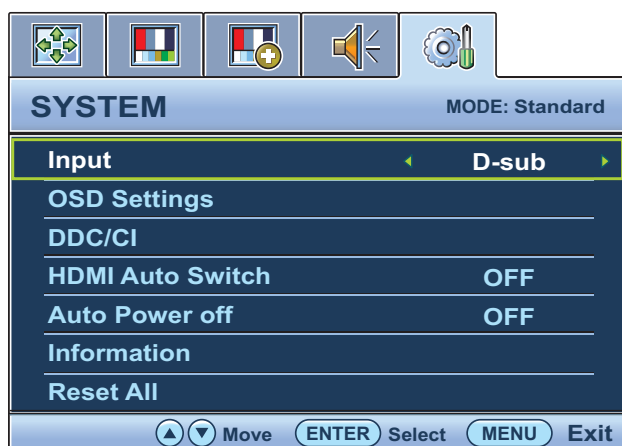 SYSTEM MODE: Standard
Input D-sub
OSD Settings
DDC/CI
HDMI Auto Switch OFF
Auto Power off OFF
Information
Reset All
Move ENTER Select MENU Exit